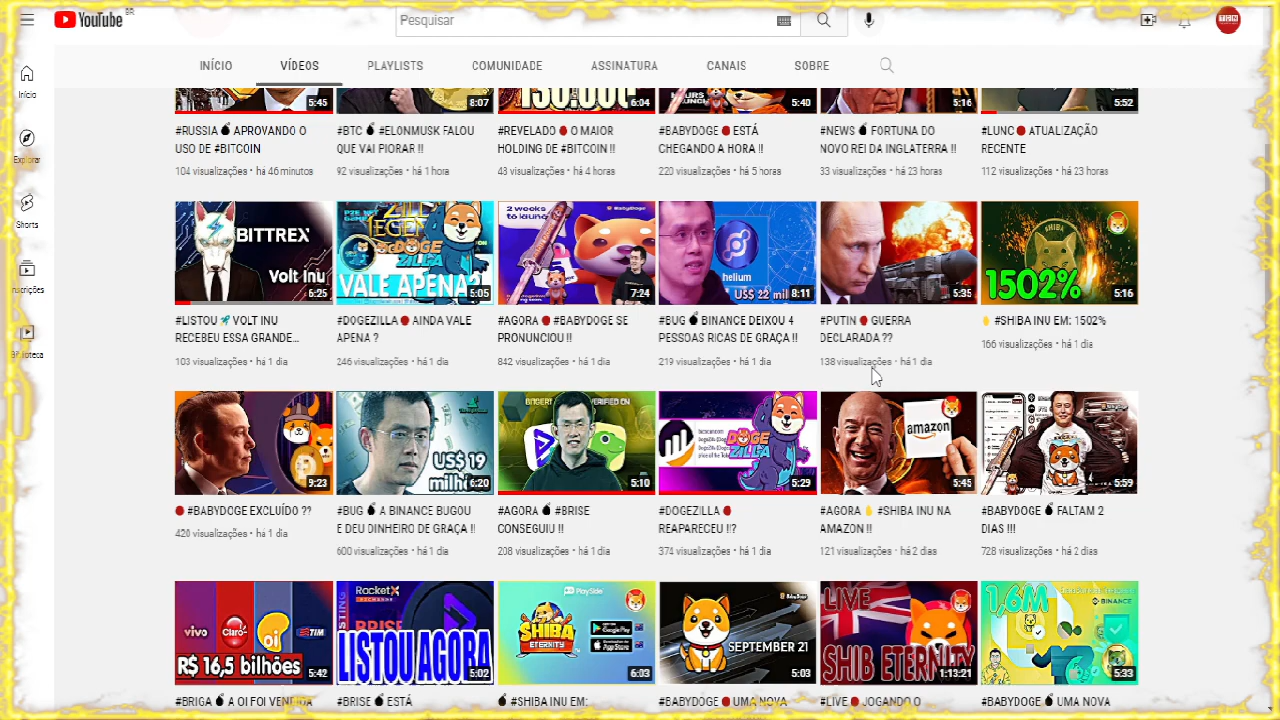 YouTube BR
Pesquisar
INÍCIO VÍDEOS PLAYLISTS COMUNIDADE ASSINATURA CANAIS SOBRE
Início
Explorar
Shorts
5:45 8:07 6:04 5:40 5:16 5:52
#RUSSIA APROVANDO O
USO DE #BITCOIN
104 visualizações • há 46 minutos
#BTC #ELONMUSK FALOU
QUE VAI PIORAR !!
92 visualizações • há 1 hora
#REVELADO O MAIOR
HOLDING DE #BITCOIN !!
48 visualizações • há 4 horas
#BABYDOGE ESTÁ
CHEGANDO A HORA !!
220 visualizações • há 5 horas
#NEWS FORTUNA DO
NOVO REI DA INGLATERRA !!
33 visualizações • há 23 horas
#LUNC ATUALIZAÇÃO
RECENTE
112 visualizações • há 23 horas
BITTREX
Volt Inu
6:25
#LISTOU VOLT INU
RECEBEU ESSA GRANDE...
103 visualizações • há 1 dia
DOGE
ZILLA
VALE APENA?
5:05
#DOGEZILLA AINDA VALE
APENA ?
246 visualizações • há 1 dia
2 weeks
to launch
BabyDoge
7:24
#AGORA #BABYDOGE SE
PRONUNCIOU !!
842 visualizações • há 1 dia
helium
US$ 22 mil
8:11
#BUG BINANCE DEIXOU 4
PESSOAS RICAS DE GRAÇA !!
219 visualizações • há 1 dia
5:35
#PUTIN GUERRA
DECLARADA ??
138 visualizações • há 1 dia
#SHIBA
1502%
5:16
#SHIBA INU EM: 1502%
166 visualizações • há 1 dia
9:23
#BABYDOGE EXCLUÍDO ??
420 visualizações • há 1 dia
US$ 19
milh
6:20
#BUG A BINANCE BUGOU
E DEU DINHEIRO DE GRAÇA !!
600 visualizações • há 1 dia
5:10
#AGORA #BRISE
CONSEGUIU !!
208 visualizações • há 1 dia
DOGE
ZILLA
5:29
#DOGEZILLA
REAPARECEU !!?
374 visualizações • há 1 dia
amazon
5:45
#AGORA #SHIBA INU NA
AMAZON !!
121 visualizações • há 2 dias
5:59
#BABYDOGE FALTAM 2
DIAS !!!
728 visualizações • há 2 dias
vivo Claro oi TIM
R$ 16,5 bilhões
5:42
#BRIGA A OI FOI VENDIDA
RocketX
EXCHANGE
BRISE
LISTOU AGORA
5:02
#BRISE ESTÁ
PlaySide
SHIBA
ETERNITY
Google Play
App Store
6:03
#SHIBA INU EM:
SEPTEMBER 21
5:03
#BABYDOGE UMA NOVA
LIVE
SHIB ETERNITY
1:13:21
#LIVE JOGANDO O
1,6M
BINANCE
5:33
#BABYDOGE UMA NOVA